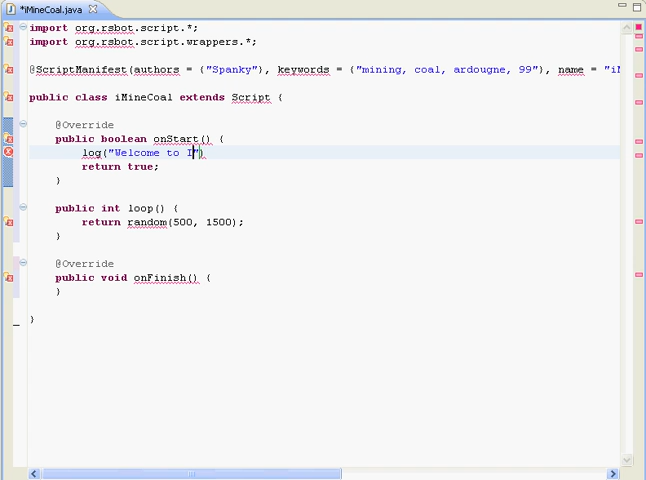 *iMineCoal.java
import org.rsbot.script.*;
import org.rsbot.script.wrappers.*;
@ScriptManifest(authors = {"Spanky"}, keywords = {"mining, coal, ardougne, 99"}, name = "iM
public class iMineCoal extends Script {
@Override
public boolean onStart() {
log("Welcome to I")
return true;
}
public int loop() {
return random(500, 1500);
}
@Override
public void onFinish() {
}
}